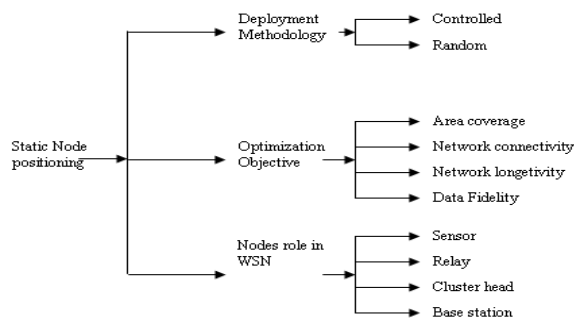 Deployment
Methodology
Controlled
Random
Static Node
positioning
Optimization
Objective
Area coverage
Network connectivity
Network longetivity
Data Fidelity
Nodes role in
WSN
Sensor
Relay
Cluster head
Base station